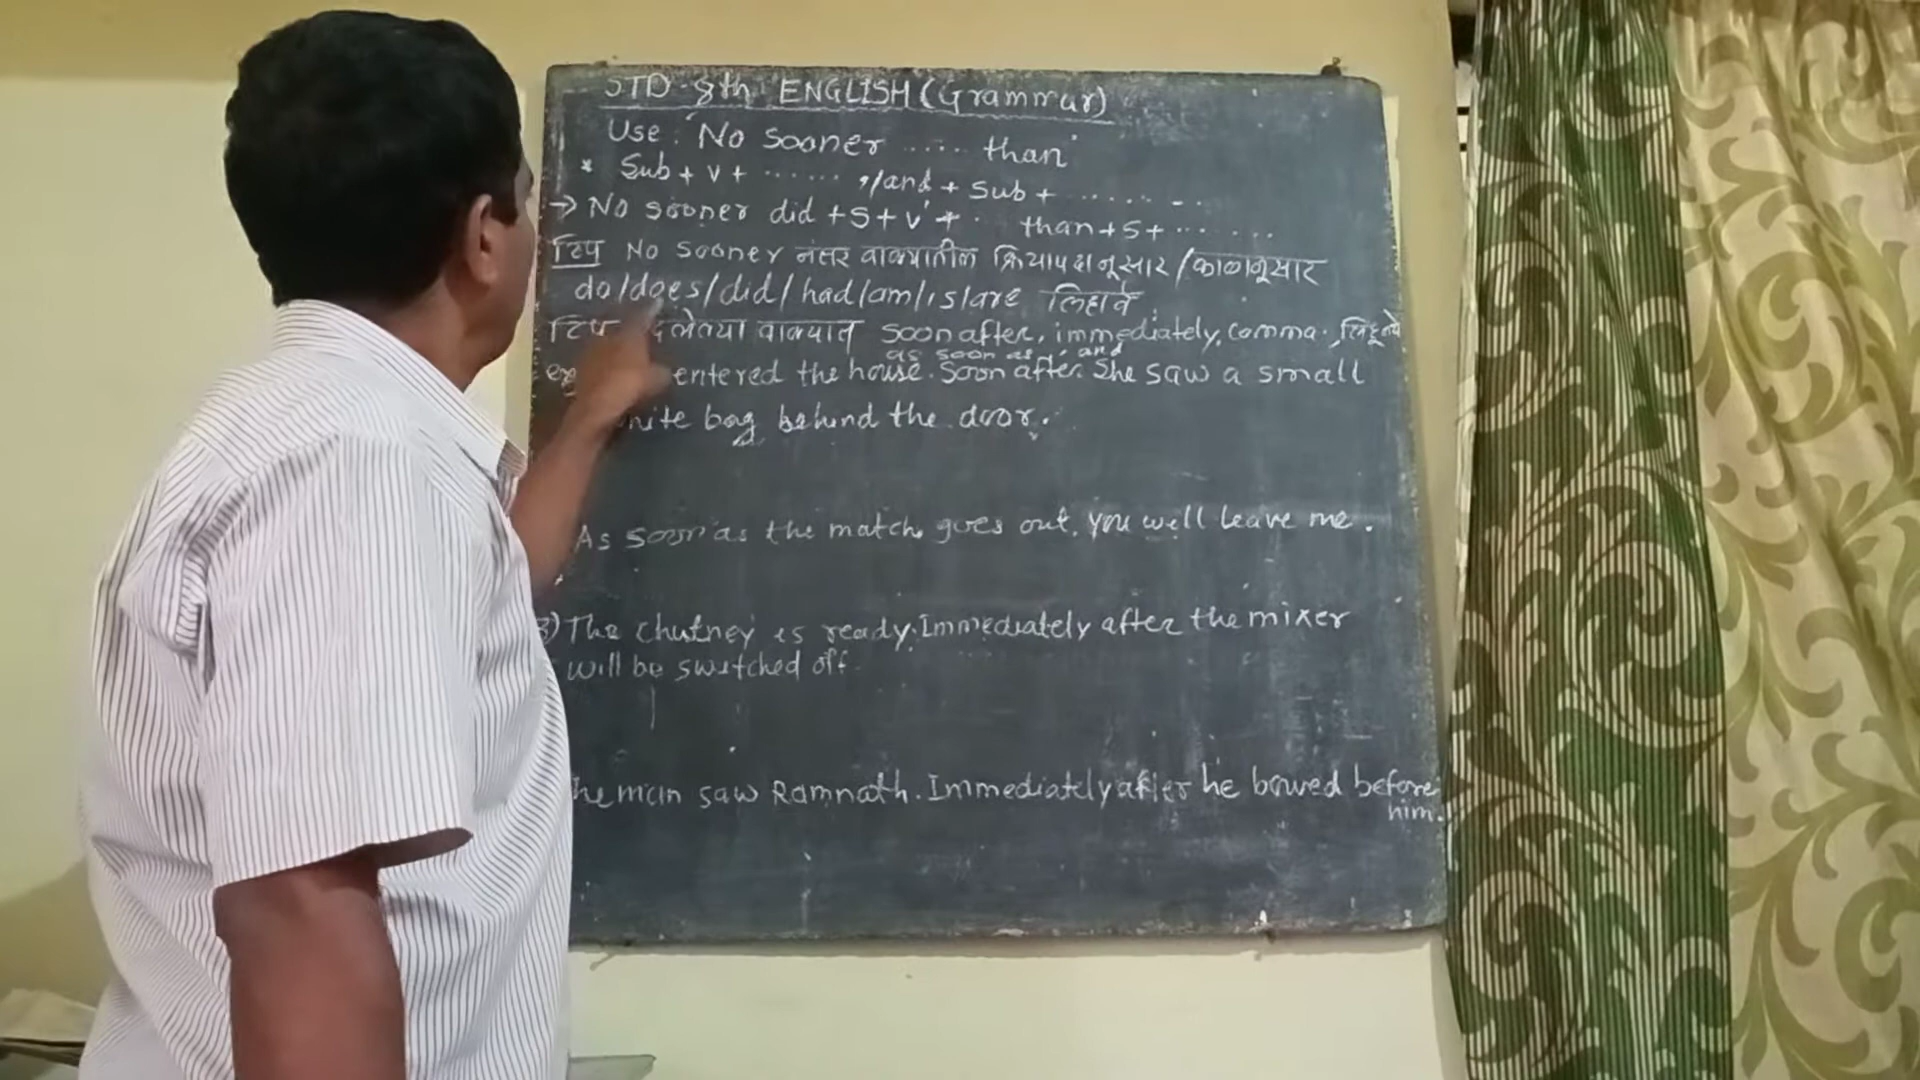 STD-8th ENGLISH (Grammar)
Use: No sooner ..... than
* Sub + V + ....... ,/and + Sub + .......
→ No sooner did + S + V' + .. than + S + .......
टिप No sooner नंतर वाक्यातील क्रियापदानूसार/काळानूसार
do/does/did/had/am/is/are लिहावे.
टिप लेल्या वाक्यात soon after, immediately, comma , लिहू नये
as soon as, and
entered the house. Soon after she saw a small
bag behind the door.
As soon as the match goes out, you well leave me.
3) The chutney is ready. Immediately after the mixer
will be switched off.
man saw Ramnath. Immediately after he bowed before
him.